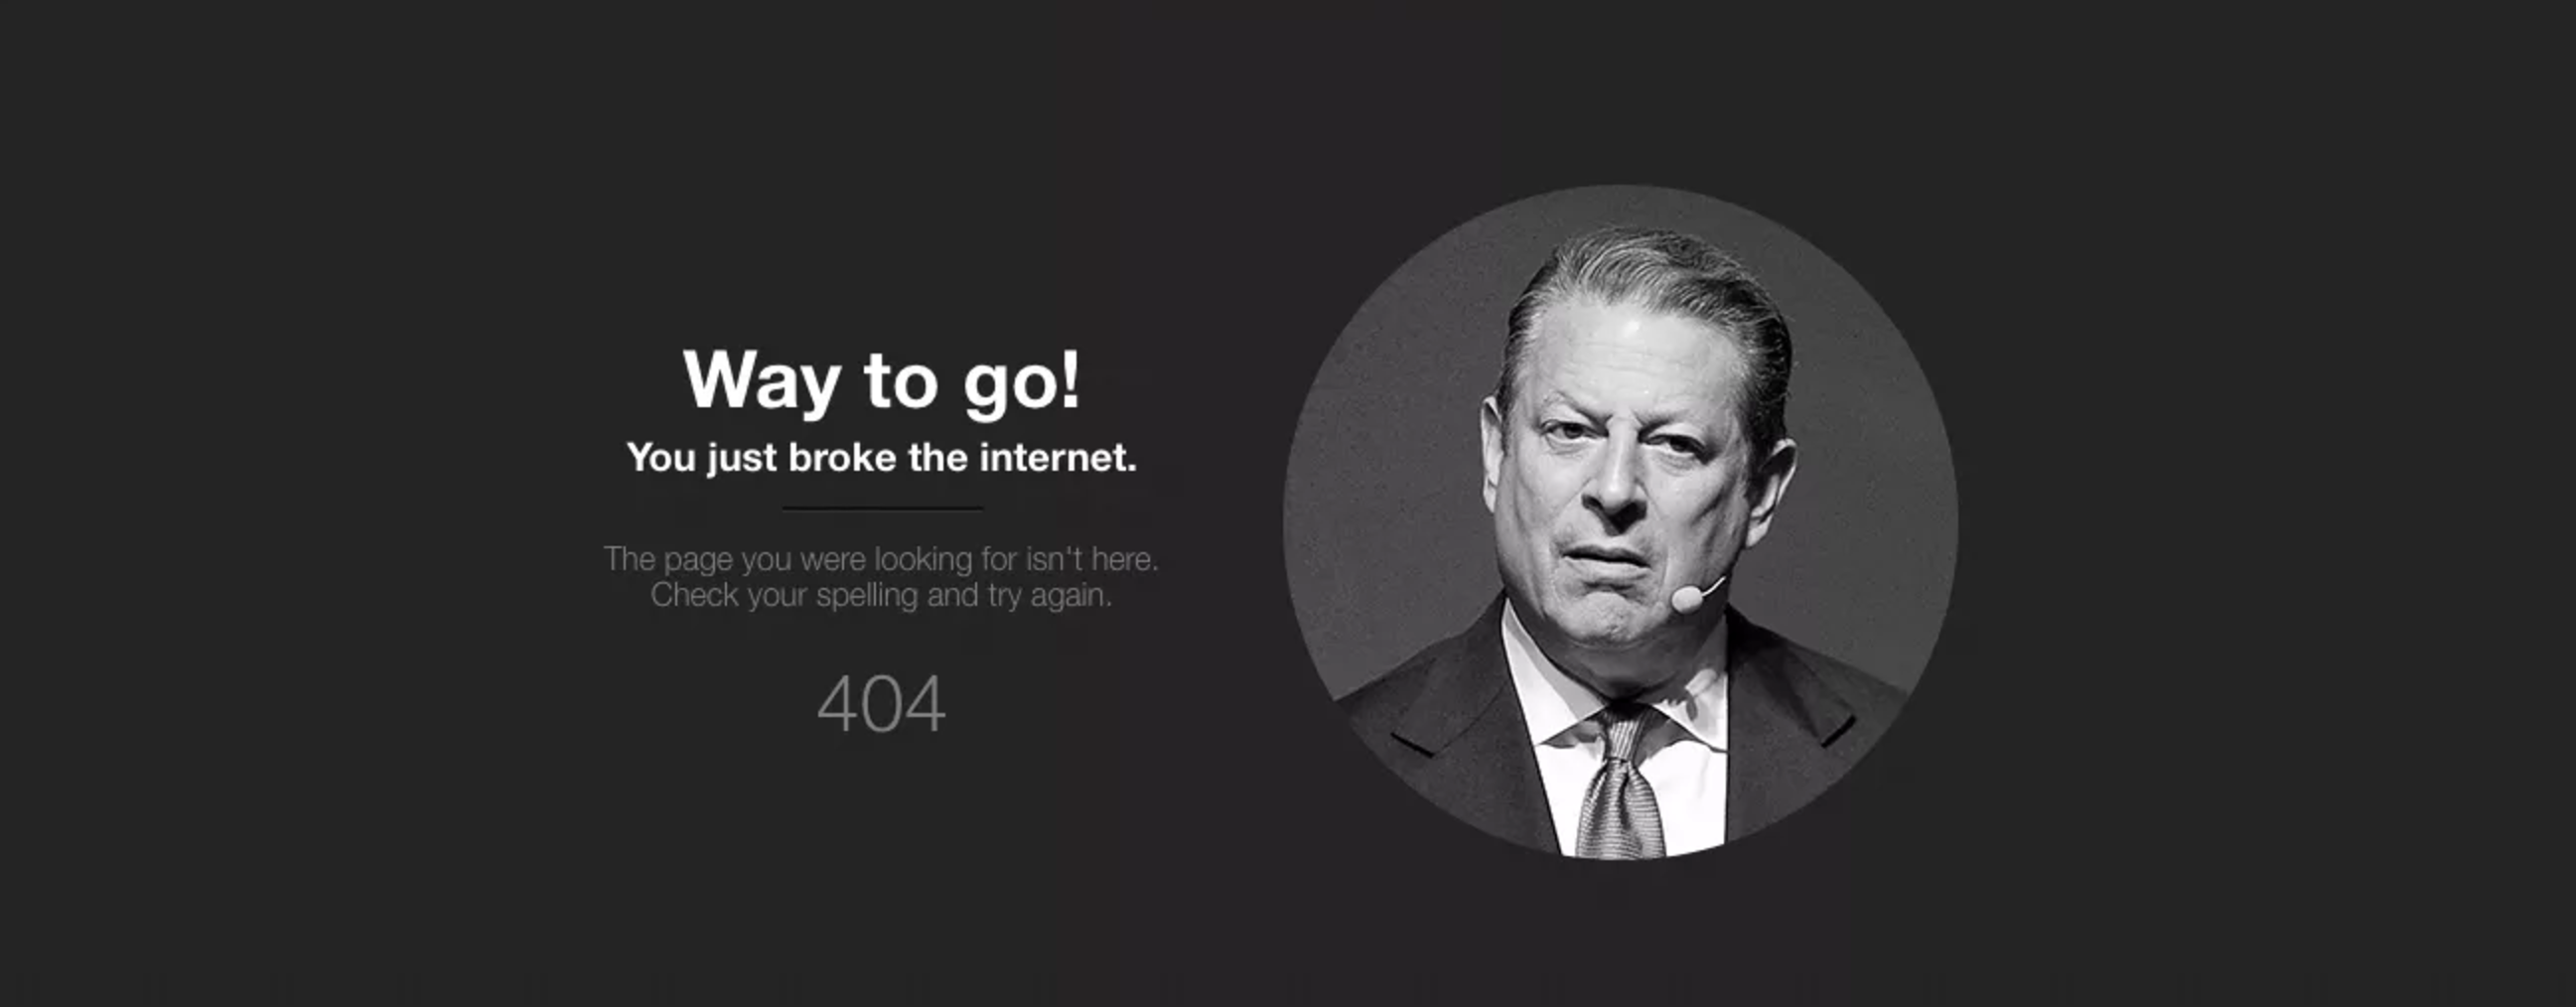 Way to go!
You just broke the internet.
The page you were looking for isn't here.
Check your spelling and try again.
404